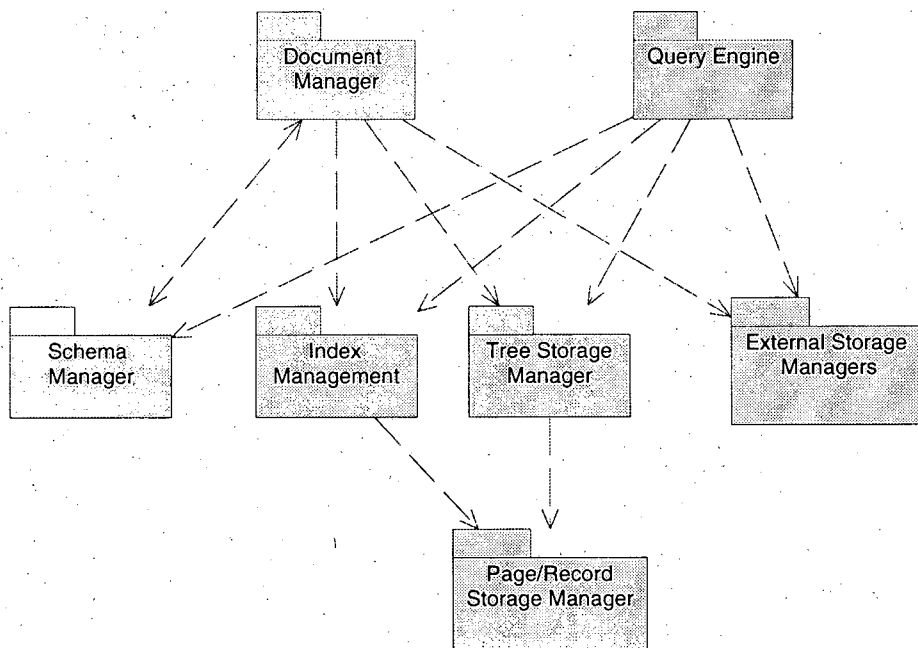 Document
Manager
Query Engine
Schema
Manager
Index
Management
Tree Storage
Manager
External Storage
Managers
Page/Record
Storage Manager